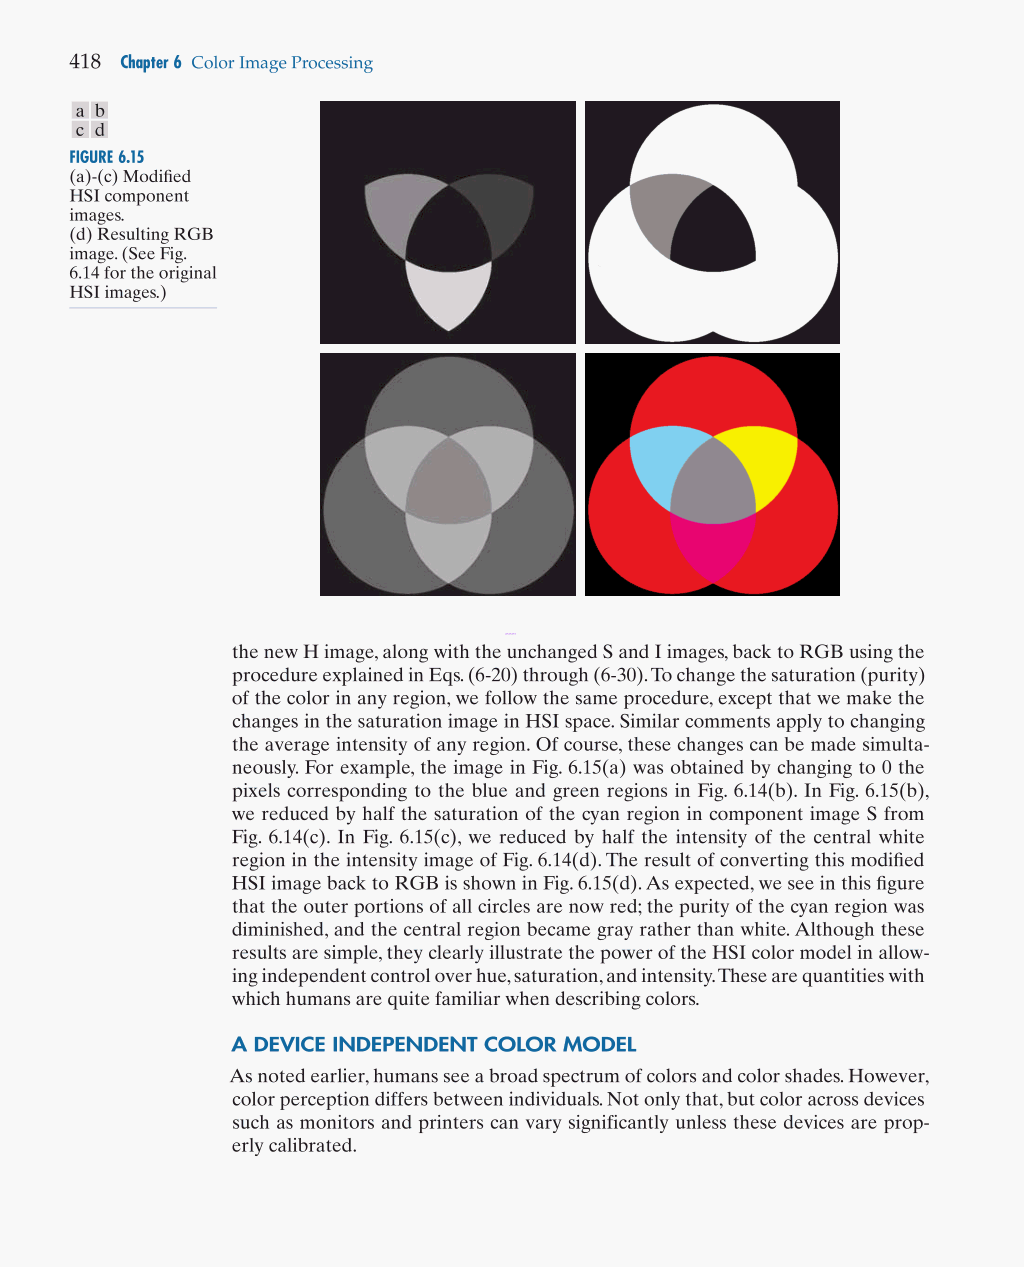 418 Chapter 6 Color Image Processing
a b
c d
FIGURE 6.15
(a)-(c) Modified
HSI component
images.
(d) Resulting RGB
image. (See Fig.
6.14 for the original
HSI images.)
the new H image, along with the unchanged S and I images, back to RGB using the
procedure explained in Eqs. (6-20) through (6-30). To change the saturation (purity)
of the color in any region, we follow the same procedure, except that we make the
changes in the saturation image in HSI space. Similar comments apply to changing
the average intensity of any region. Of course, these changes can be made simulta-
neously. For example, the image in Fig. 6.15(a) was obtained by changing to 0 the
pixels corresponding to the blue and green regions in Fig. 6.14(b). In Fig. 6.15(b),
we reduced by half the saturation of the cyan region in component image S from
Fig. 6.14(c). In Fig. 6.15(c), we reduced by half the intensity of the central white
region in the intensity image of Fig. 6.14(d). The result of converting this modified
HSI image back to RGB is shown in Fig. 6.15(d). As expected, we see in this figure
that the outer portions of all circles are now red; the purity of the cyan region was
diminished, and the central region became gray rather than white. Although these
results are simple, they clearly illustrate the power of the HSI color model in allow-
ing independent control over hue, saturation, and intensity. These are quantities with
which humans are quite familiar when describing colors.
A DEVICE INDEPENDENT COLOR MODEL
As noted earlier, humans see a broad spectrum of colors and color shades. However,
color perception differs between individuals. Not only that, but color across devices
such as monitors and printers can vary significantly unless these devices are prop-
erly calibrated.